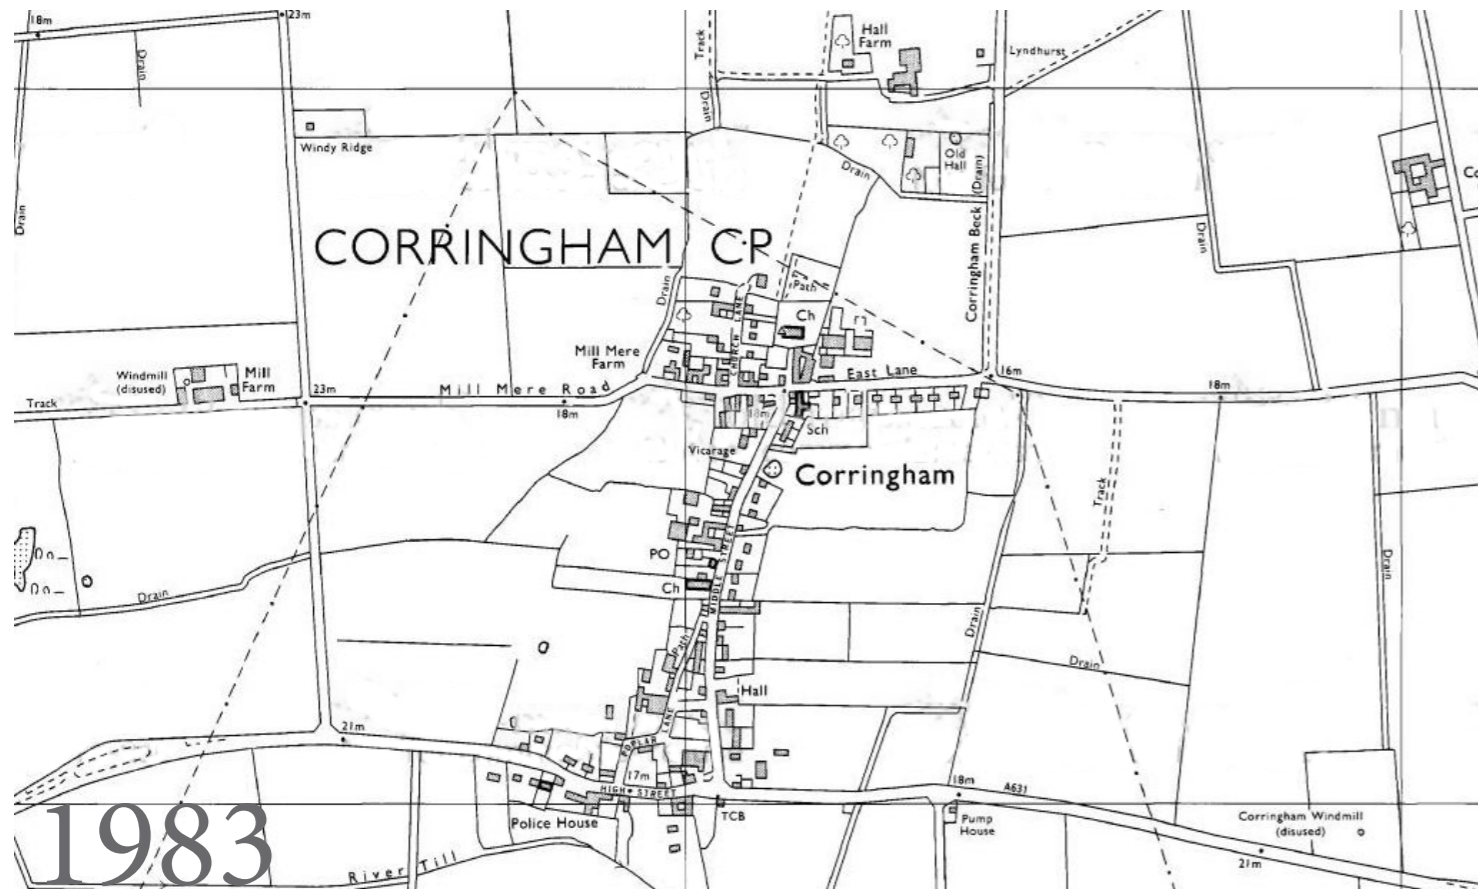 18m
23m
Drain
Track
Drain
Hall
Farm
Lyndhurst
Windy Ridge
Drain
Old
Hall
Corringham Beck (Drain)
Drain
Drain
Co
CORRINGHAM CP
Path
Drain
CHURCH LANE
Ch
Mill Mere
Farm
Windmill
(disused)
Mill
Farm
23m
Mill Mere Road
East Lane
16m
18m
Track
18m
18m
Sch
Vicarage
Corringham
Track
PO
MIDDLE STREET
Ch
Drain
Drain
Drain
Path
Drain
Hall
21m
POPLAR LANE
17m
HIGH STREET
18m
A631
Police House
TCB
Pump
House
Corringham Windmill
(disused)
21m
River Till
1983